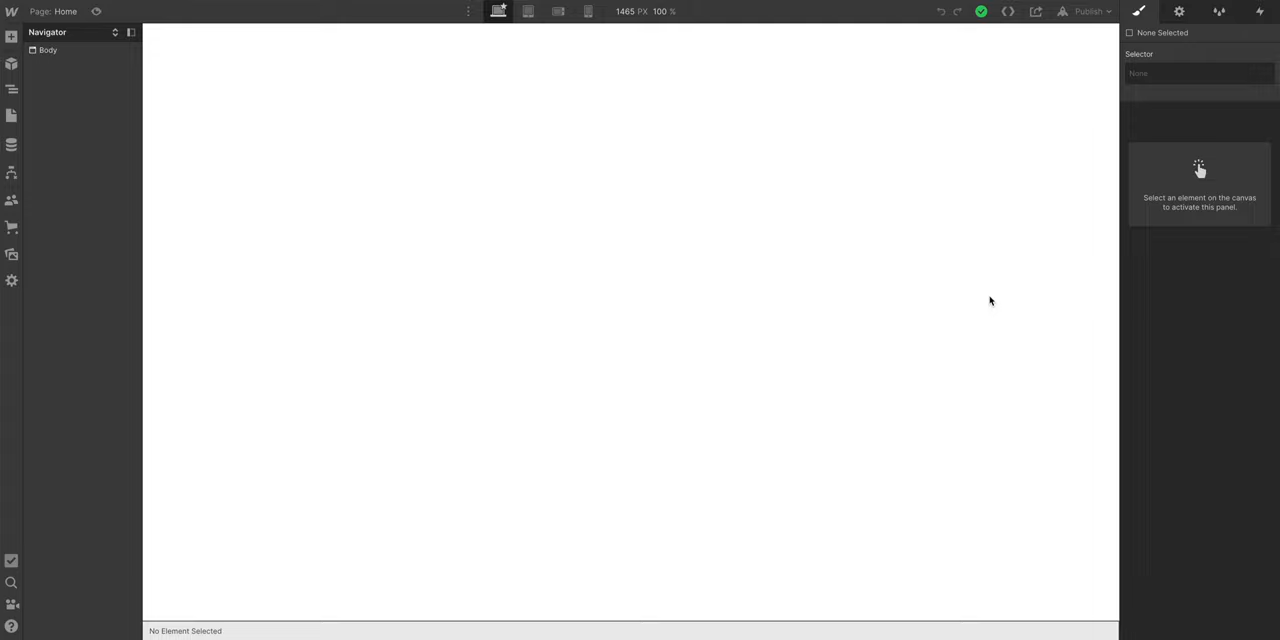 Page: Home
1465 PX 100 %
Publish
Navigator
Body
None Selected
Selector
None
Select an element on the canvas
to activate this panel.
No Element Selected